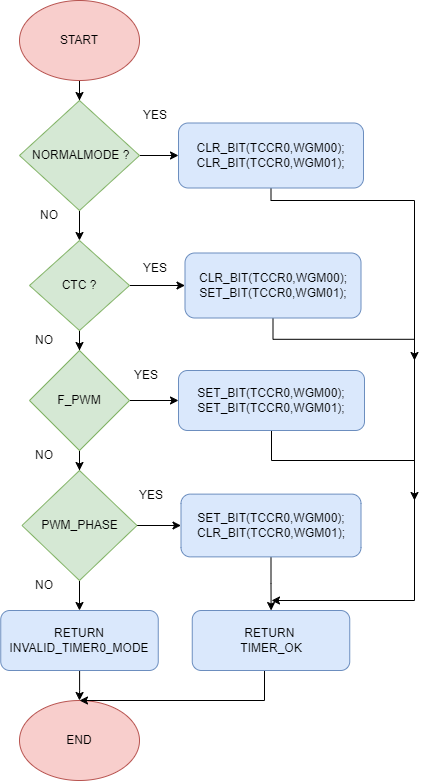 START
YES
NORMALMODE ?
CLR_BIT(TCCR0,WGM00);
CLR_BIT(TCCR0,WGM01);
NO
YES
CTC ?
CLR_BIT(TCCR0,WGM00);
SET_BIT(TCCR0,WGM01);
NO
YES
F_PWM
SET_BIT(TCCR0,WGM00);
SET_BIT(TCCR0,WGM01);
NO
YES
PWM_PHASE
SET_BIT(TCCR0,WGM00);
CLR_BIT(TCCR0,WGM01);
NO
RETURN
INVALID_TIMER0_MODE
RETURN
TIMER_OK
END